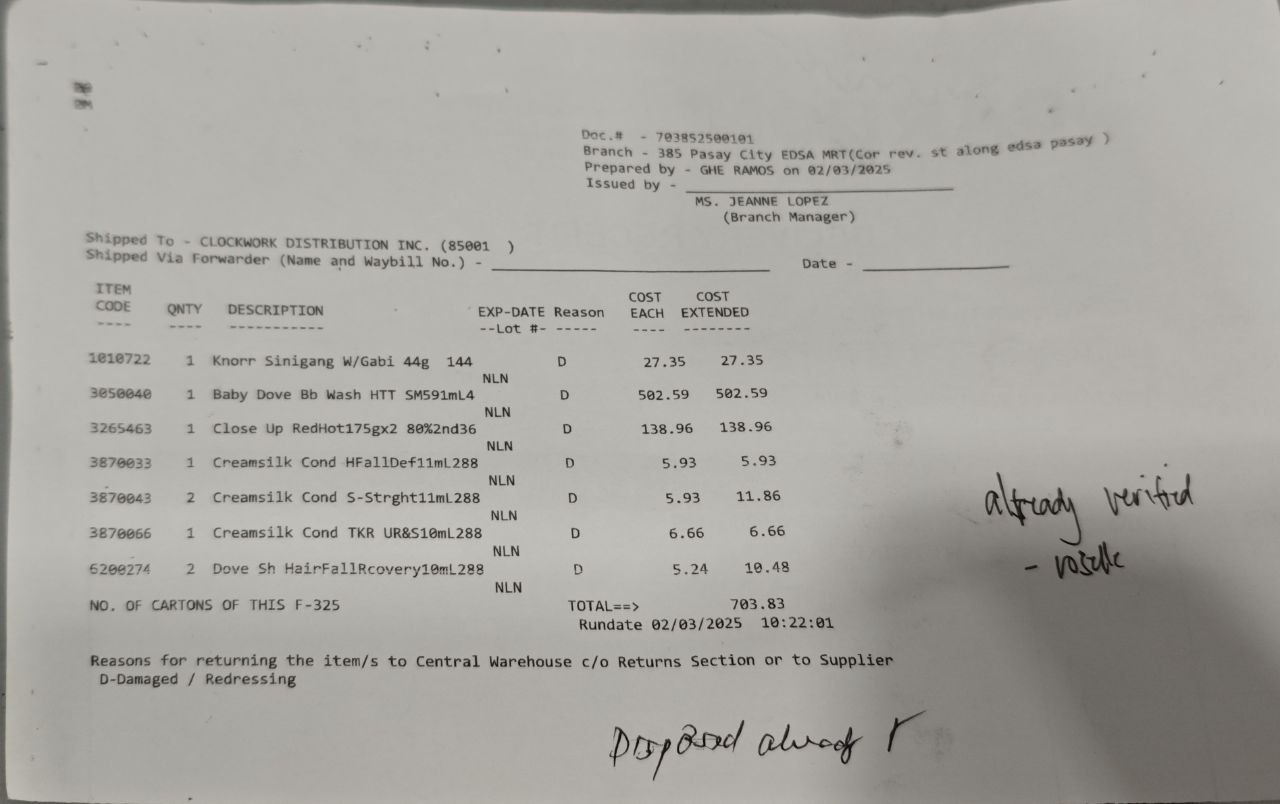 Doc.# - 703852500101
Branch - 385 Pasay City EDSA MRT(Cor rev. st along edsa pasay )
Prepared by - GHE RAMOS on 02/03/2025
Issued by -
MS. JEANNE LOPEZ
(Branch Manager)
Shipped To - CLOCKWORK DISTRIBUTION INC. (85001 )
Shipped Via Forwarder (Name and Waybill No.) - Date -
ITEM CODE QNTY DESCRIPTION EXP-DATE Reason COST EACH COST EXTENDED
---- ---- ----------- --Lot #- ----- ---- --------
1010722 1 Knorr Sinigang W/Gabi 44g 144 D 27.35 27.35
NLN
3050040 1 Baby Dove Bb Wash HTT SM591mL4 D 502.59 502.59
NLN
3265463 1 Close Up RedHot175gx2 80%2nd36 D 138.96 138.96
NLN
3870033 1 Creamsilk Cond HFallDef11mL288 D 5.93 5.93
NLN
3870043 2 Creamsilk Cond S-Strght11mL288 D 5.93 11.86
NLN
3870066 1 Creamsilk Cond TKR UR&S10mL288 D 6.66 6.66
NLN
6200274 2 Dove Sh HairFallRcovery10mL288 D 5.24 10.48
NLN
NO. OF CARTONS OF THIS F-325 TOTAL==> 703.83
Rundate 02/03/2025 10:22:01
Reasons for returning the item/s to Central Warehouse c/o Returns Section or to Supplier
D-Damaged / Redressing
already verified
- roselle
Disposed already